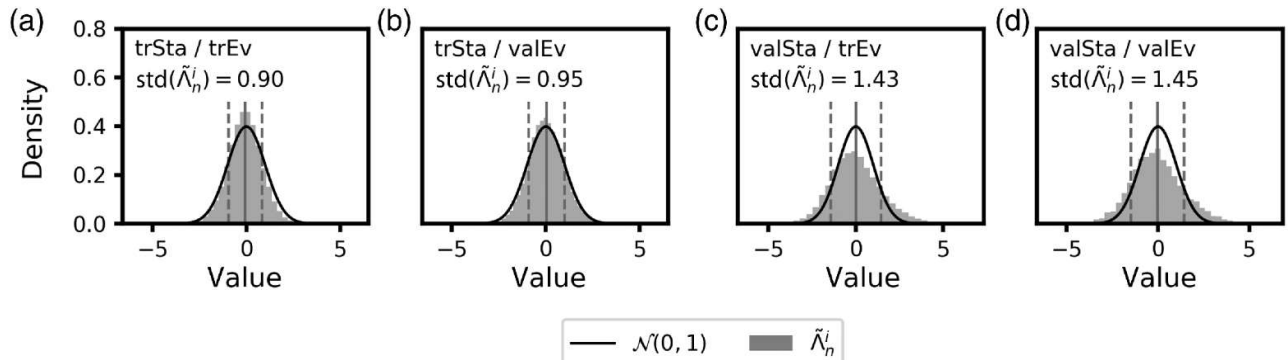 (a) (b) (c) (d)
0.8
0.6
0.4
0.2
0.0
Density
trSta / trEv
std(Λ̃ⁱₙ) = 0.90
−5 0 5
Value
trSta / valEv
std(Λ̃ⁱₙ) = 0.95
−5 0 5
Value
valSta / trEv
std(Λ̃ⁱₙ) = 1.43
−5 0 5
Value
valSta / valEv
std(Λ̃ⁱₙ) = 1.45
−5 0 5
Value
𝒩(0, 1) Λ̃ⁱₙ